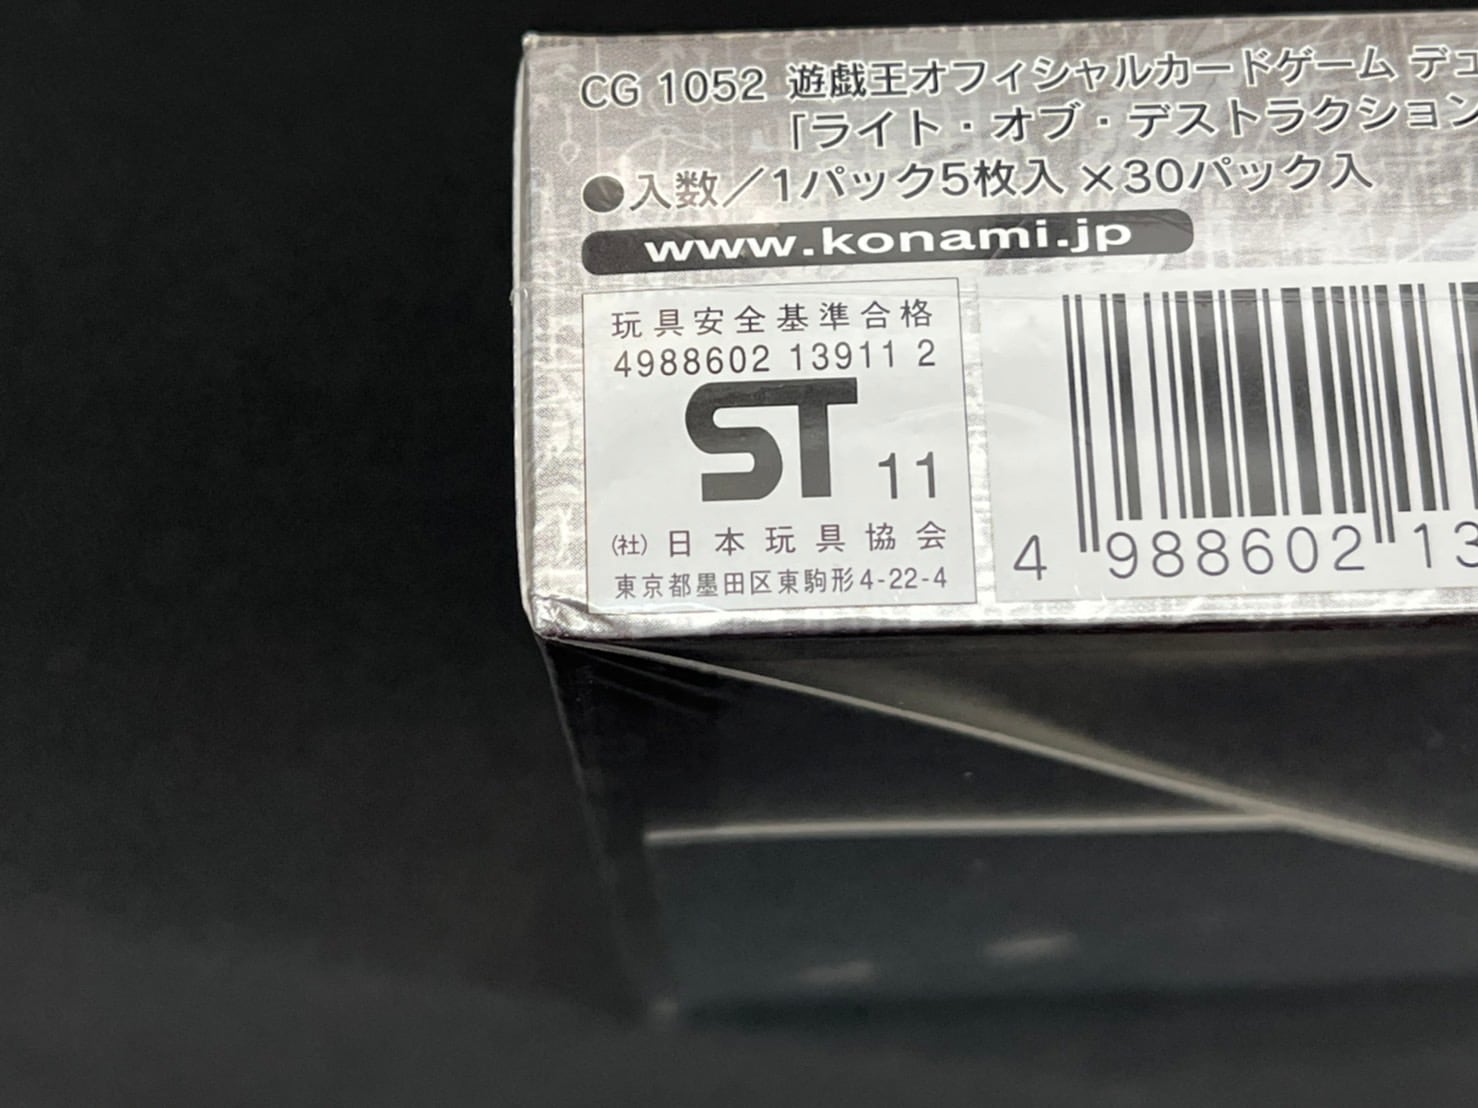 CG 1052 遊戯王オフィシャルカードゲーム デュ
「ライト・オブ・デストラクション
●入数／1パック5枚入 ×30パック入
www.konami.jp
玩具安全基準合格
4988602 13911 2
ST 11
(社) 日本玩具協会
東京都墨田区東駒形4-22-4
4 988602 13